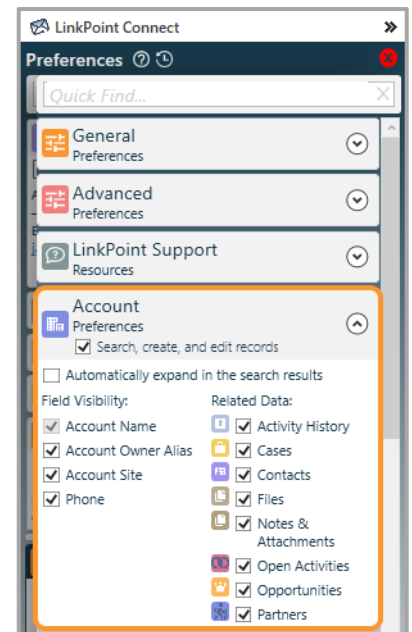 LinkPoint Connect
Preferences
Quick Find...
General
Preferences
Advanced
Preferences
LinkPoint Support
Resources
Account
Preferences
Search, create, and edit records
Automatically expand in the search results
Field Visibility:
Related Data:
Account Name
Activity History
Account Owner Alias
Cases
Account Site
Contacts
Phone
Files
Notes &
Attachments
Open Activities
Opportunities
Partners